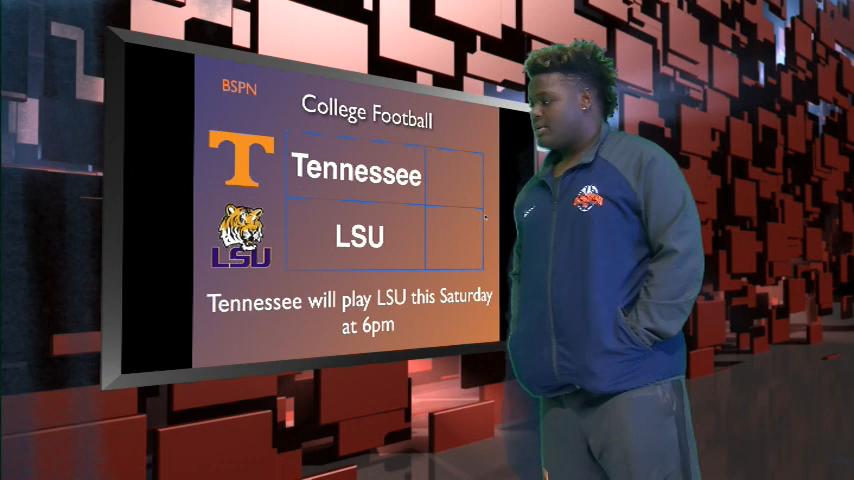 BSPN
College Football
T
Tennessee
LSU
LSU
Tennessee will play LSU this Saturday
at 6pm